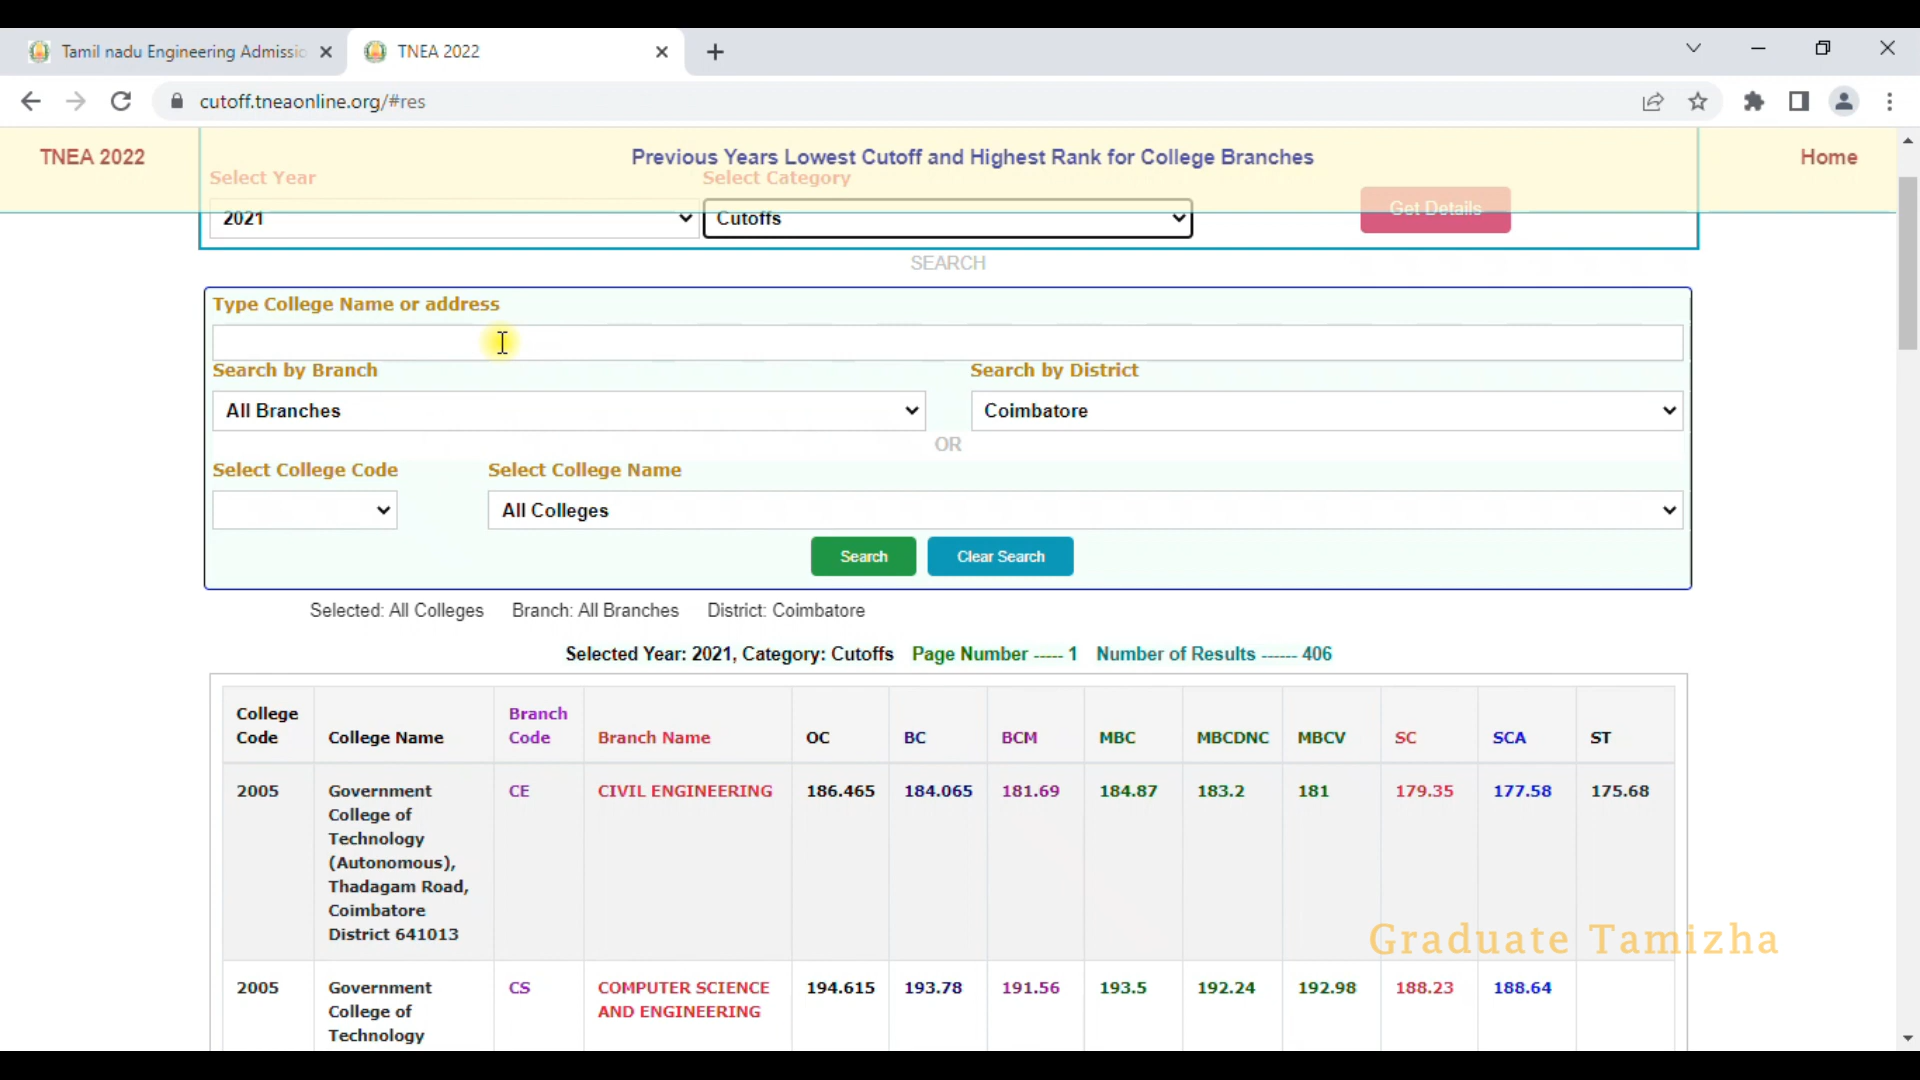 Tamil nadu Engineering Admissio
TNEA 2022
cutoff.tneaonline.org/#res
TNEA 2022
Previous Years Lowest Cutoff and Highest Rank for College Branches
Home
Select Year
Select Category
2021
Cutoffs
Get Details
SEARCH
Type College Name or address
Search by Branch
Search by District
All Branches
Coimbatore
OR
Select College Code
Select College Name
All Colleges
Search
Clear Search
Selected: All Colleges Branch: All Branches District: Coimbatore
Selected Year: 2021, Category: Cutoffs Page Number ----- 1 Number of Results ------ 406
College Code College Name Branch Code Branch Name OC BC BCM MBC MBCDNC MBCV SC SCA ST
2005 Government CE CIVIL ENGINEERING 186.465 184.065 181.69 184.87 183.2 181 179.35 177.58 175.68
College of
Technology
(Autonomous),
Thadagam Road,
Coimbatore
District 641013
Graduate Tamizha
2005 Government CS COMPUTER SCIENCE 194.615 193.78 191.56 193.5 192.24 192.98 188.23 188.64
College of AND ENGINEERING
Technology